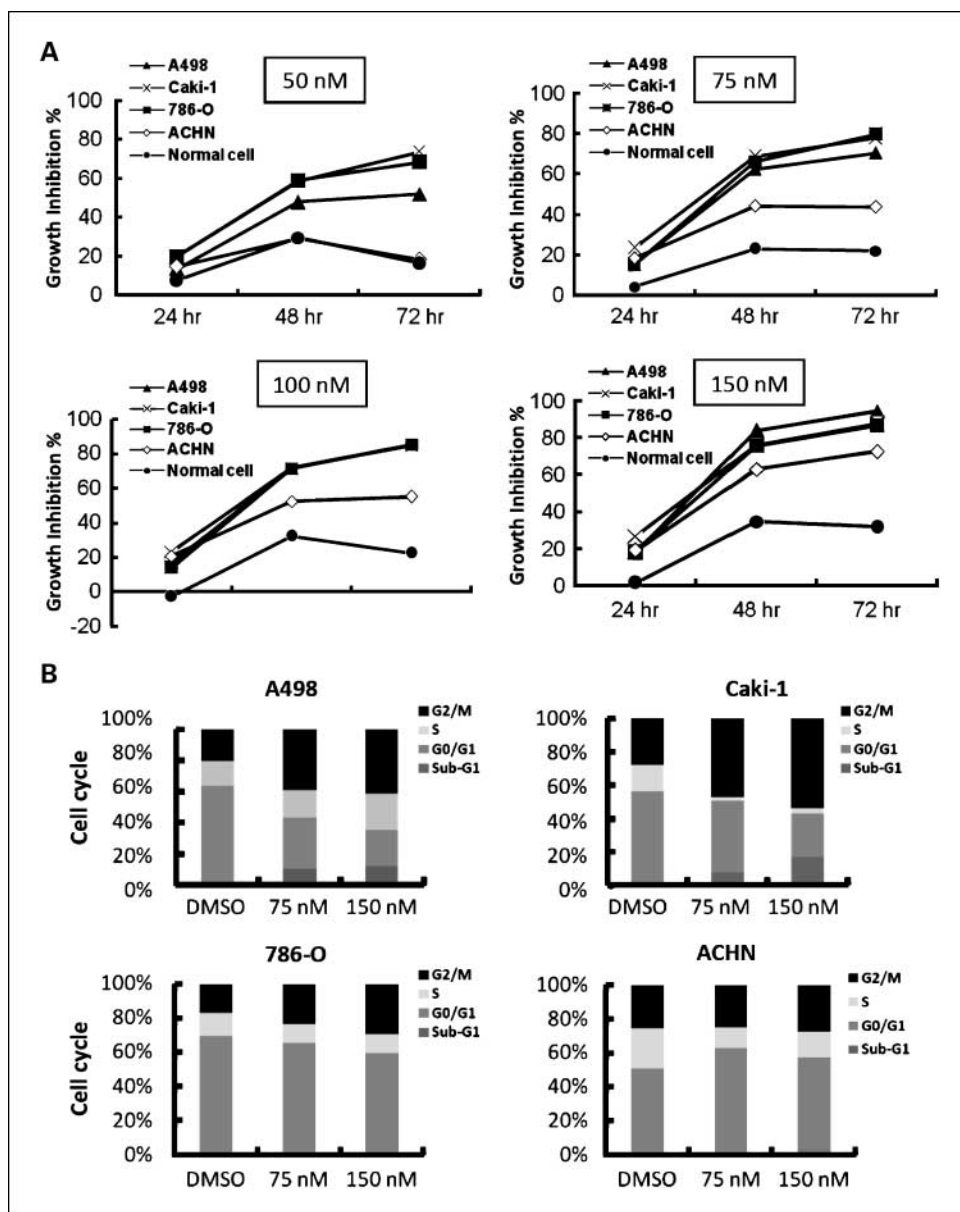 A
A498
Caki-1
786-O
ACHN
Normal cell
50 nM
Growth Inhibition %
100
80
60
40
20
0
24 hr 48 hr 72 hr
A498
Caki-1
786-O
ACHN
Normal cell
75 nM
Growth Inhibition %
100
80
60
40
20
0
24 hr 48 hr 72 hr
A498
Caki-1
786-O
ACHN
Normal cell
100 nM
Growth Inhibition %
100
80
60
40
20
0
-20
A498
Caki-1
786-O
ACHN
Normal cell
150 nM
Growth Inhibition %
100
80
60
40
20
0
24 hr 48 hr 72 hr
B
A498
Cell cycle
100%
80%
60%
40%
20%
0%
DMSO 75 nM 150 nM
G2/M
S
G0/G1
Sub-G1
Caki-1
100%
80%
60%
40%
20%
0%
DMSO 75 nM 150 nM
G2/M
S
G0/G1
Sub-G1
786-O
Cell cycle
100%
80%
60%
40%
20%
0%
DMSO 75 nM 150 nM
G2/M
S
G0/G1
Sub-G1
ACHN
100%
80%
60%
40%
20%
0%
DMSO 75 nM 150 nM
G2/M
S
G0/G1
Sub-G1